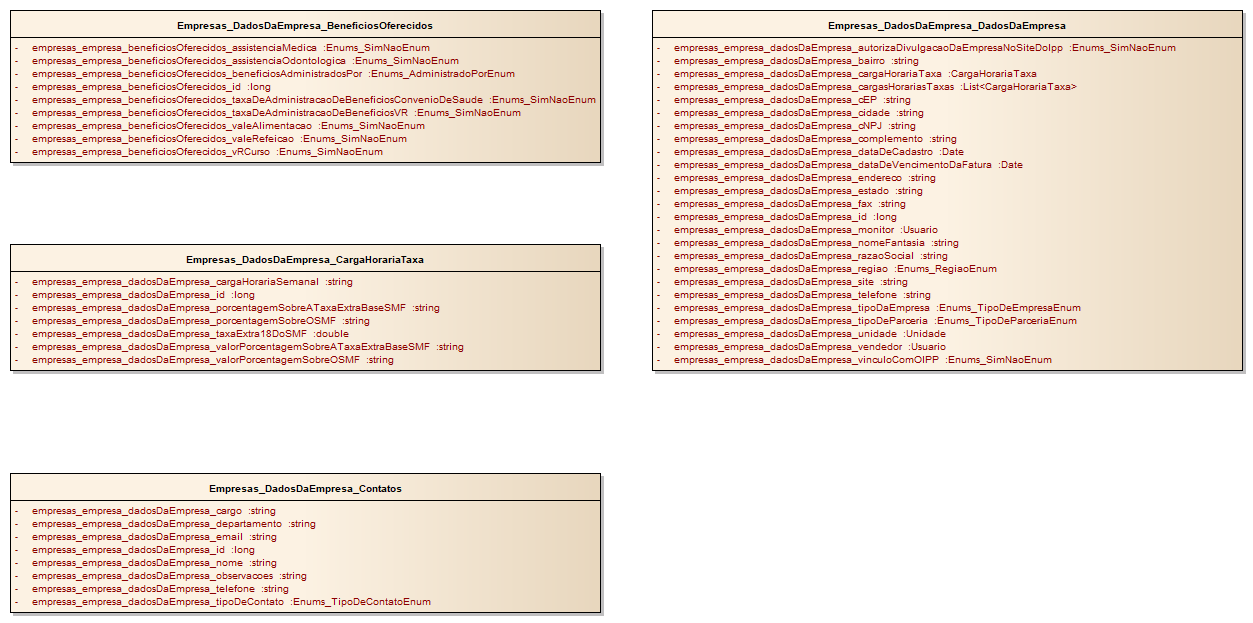 Empresas_DadosDaEmpresa_BeneficiosOferecidos
- empresas_empresa_beneficiosOferecidos_assistenciaMedica :Enums_SimNaoEnum
- empresas_empresa_beneficiosOferecidos_assistenciaOdontologica :Enums_SimNaoEnum
- empresas_empresa_beneficiosOferecidos_beneficiosAdministradosPor :Enums_AdministradoPorEnum
- empresas_empresa_beneficiosOferecidos_id :long
- empresas_empresa_beneficiosOferecidos_taxaDeAdministracaoDeBeneficiosConvenioDeSaude :Enums_SimNaoEnum
- empresas_empresa_beneficiosOferecidos_taxaDeAdministracaoDeBeneficiosVR :Enums_SimNaoEnum
- empresas_empresa_beneficiosOferecidos_valeAlimentacao :Enums_SimNaoEnum
- empresas_empresa_beneficiosOferecidos_valeRefeicao :Enums_SimNaoEnum
- empresas_empresa_beneficiosOferecidos_vRCurso :Enums_SimNaoEnum
Empresas_DadosDaEmpresa_DadosDaEmpresa
- empresas_empresa_dadosDaEmpresa_autorizaDivulgacaoDaEmpresaNoSiteDoIpp :Enums_SimNaoEnum
- empresas_empresa_dadosDaEmpresa_bairro :string
- empresas_empresa_dadosDaEmpresa_cargaHorariaTaxa :CargaHorariaTaxa
- empresas_empresa_dadosDaEmpresa_cargasHorariasTaxas :List<CargaHorariaTaxa>
- empresas_empresa_dadosDaEmpresa_cEP :string
- empresas_empresa_dadosDaEmpresa_cidade :string
- empresas_empresa_dadosDaEmpresa_cNPJ :string
- empresas_empresa_dadosDaEmpresa_complemento :string
- empresas_empresa_dadosDaEmpresa_dataDeCadastro :Date
- empresas_empresa_dadosDaEmpresa_dataDeVencimentoDaFatura :Date
- empresas_empresa_dadosDaEmpresa_endereco :string
- empresas_empresa_dadosDaEmpresa_estado :string
- empresas_empresa_dadosDaEmpresa_fax :string
- empresas_empresa_dadosDaEmpresa_id :long
- empresas_empresa_dadosDaEmpresa_monitor :Usuario
- empresas_empresa_dadosDaEmpresa_nomeFantasia :string
- empresas_empresa_dadosDaEmpresa_razaoSocial :string
- empresas_empresa_dadosDaEmpresa_regiao :Enums_RegiaoEnum
- empresas_empresa_dadosDaEmpresa_site :string
- empresas_empresa_dadosDaEmpresa_telefone :string
- empresas_empresa_dadosDaEmpresa_tipoDaEmpresa :Enums_TipoDeEmpresaEnum
- empresas_empresa_dadosDaEmpresa_tipoDeParceria :Enums_TipoDeParceriaEnum
- empresas_empresa_dadosDaEmpresa_unidade :Unidade
- empresas_empresa_dadosDaEmpresa_vendedor :Usuario
- empresas_empresa_dadosDaEmpresa_vinculoComOIPP :Enums_SimNaoEnum
Empresas_DadosDaEmpresa_CargaHorariaTaxa
- empresas_empresa_dadosDaEmpresa_cargaHorariaSemanal :string
- empresas_empresa_dadosDaEmpresa_id :long
- empresas_empresa_dadosDaEmpresa_porcentagemSobreATaxaExtraBaseSMF :string
- empresas_empresa_dadosDaEmpresa_porcentagemSobreOSMF :string
- empresas_empresa_dadosDaEmpresa_taxaExtra18DoSMF :double
- empresas_empresa_dadosDaEmpresa_valorPorcentagemSobreATaxaExtraBaseSMF :string
- empresas_empresa_dadosDaEmpresa_valorPorcentagemSobreOSMF :string
Empresas_DadosDaEmpresa_Contatos
- empresas_empresa_dadosDaEmpresa_cargo :string
- empresas_empresa_dadosDaEmpresa_departamento :string
- empresas_empresa_dadosDaEmpresa_email :string
- empresas_empresa_dadosDaEmpresa_id :long
- empresas_empresa_dadosDaEmpresa_nome :string
- empresas_empresa_dadosDaEmpresa_observacoes :string
- empresas_empresa_dadosDaEmpresa_telefone :string
- empresas_empresa_dadosDaEmpresa_tipoDeContato :Enums_TipoDeContatoEnum